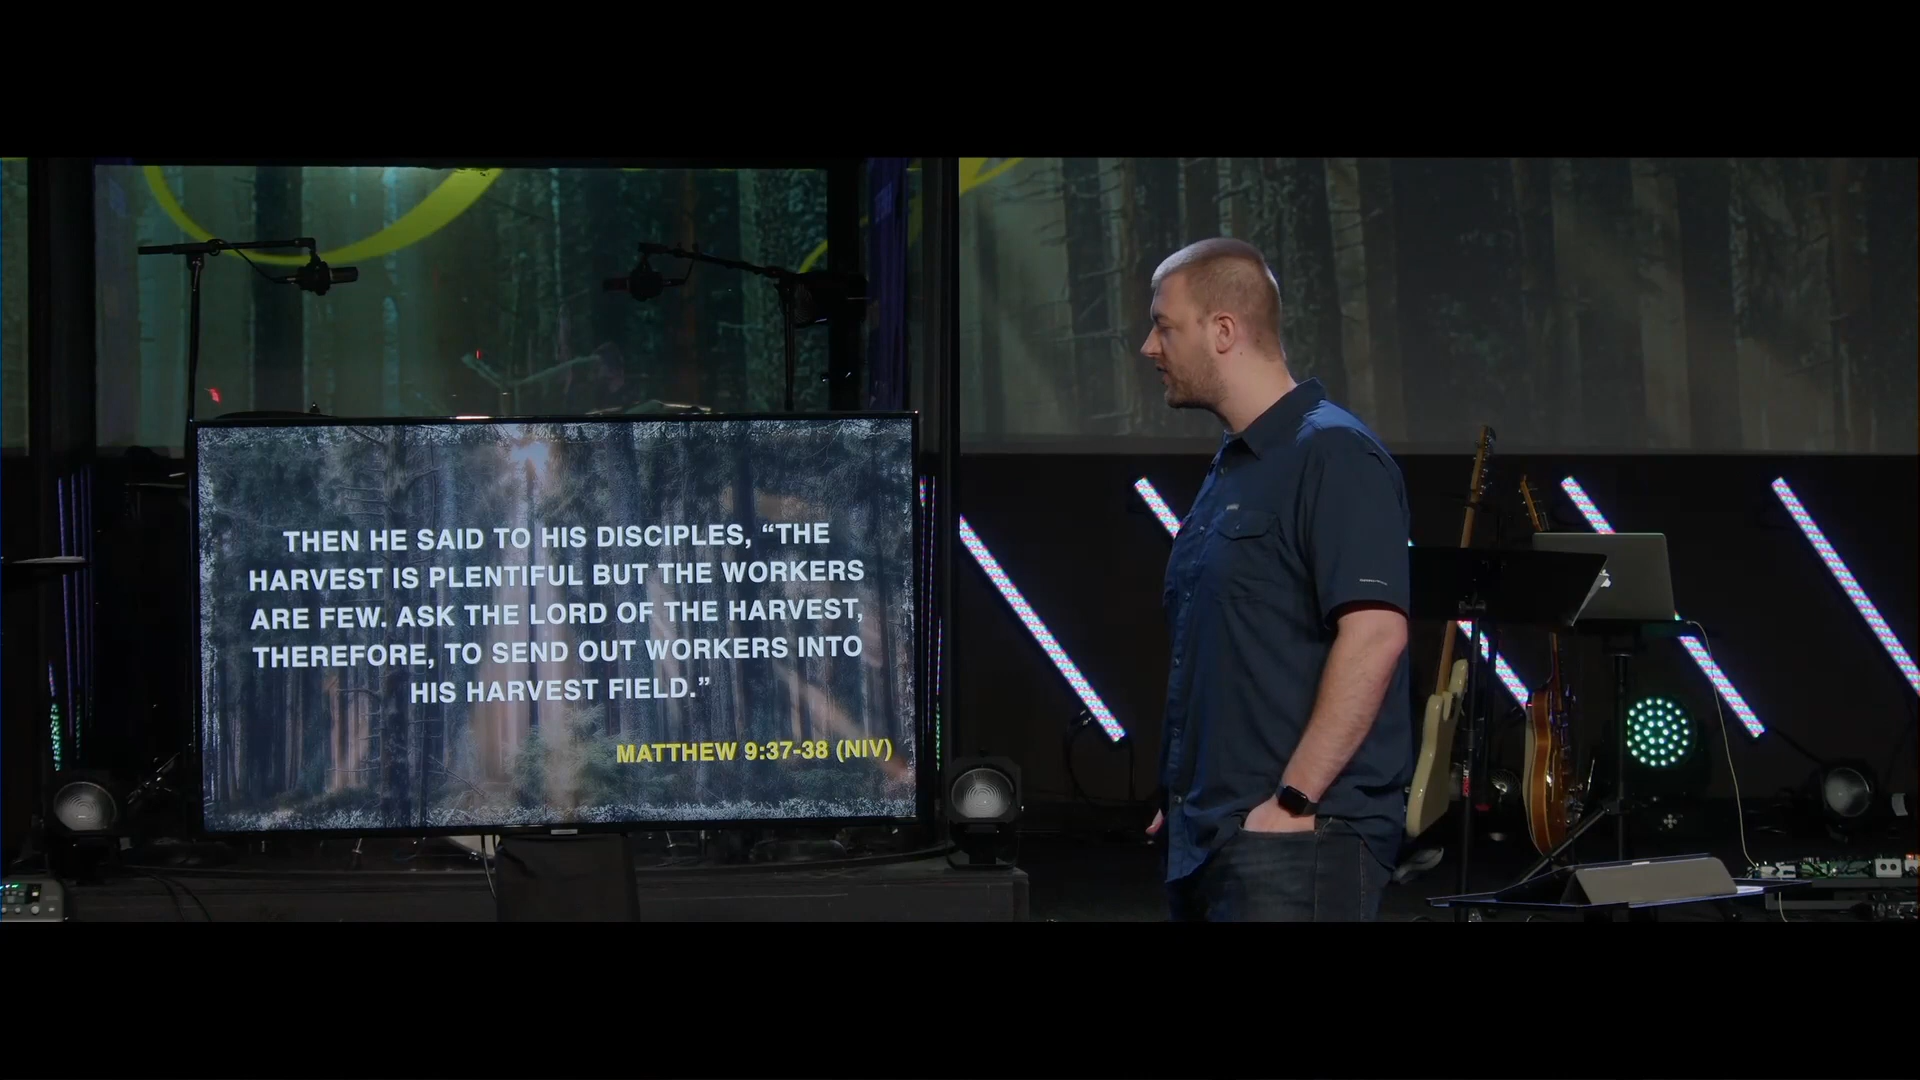 THEN HE SAID TO HIS DISCIPLES, “THE
HARVEST IS PLENTIFUL BUT THE WORKERS
ARE FEW. ASK THE LORD OF THE HARVEST,
THEREFORE, TO SEND OUT WORKERS INTO
HIS HARVEST FIELD.”
MATTHEW 9:37-38 (NIV)